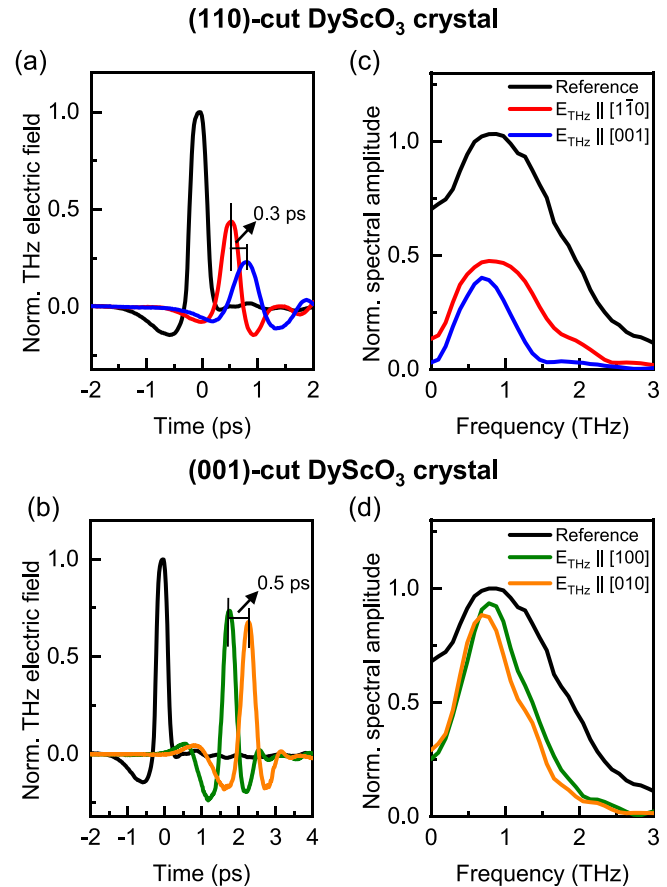 (110)-cut DyScO₃ crystal
(a)
Norm. THz electric field
1.0
0.5
0.0
0.3 ps
-2 -1 0 1 2
Time (ps)
(c)
Norm. spectral amplitude
1.0
0.5
0.0
Reference
E_THz || [11̄0]
E_THz || [001]
0 1 2 3
Frequency (THz)
(001)-cut DyScO₃ crystal
(b)
Norm. THz electric field
1.0
0.5
0.0
0.5 ps
-2 -1 0 1 2 3 4
Time (ps)
(d)
Norm. spectral amplitude
1.0
0.5
0.0
Reference
E_THz || [100]
E_THz || [010]
0 1 2 3
Frequency (THz)